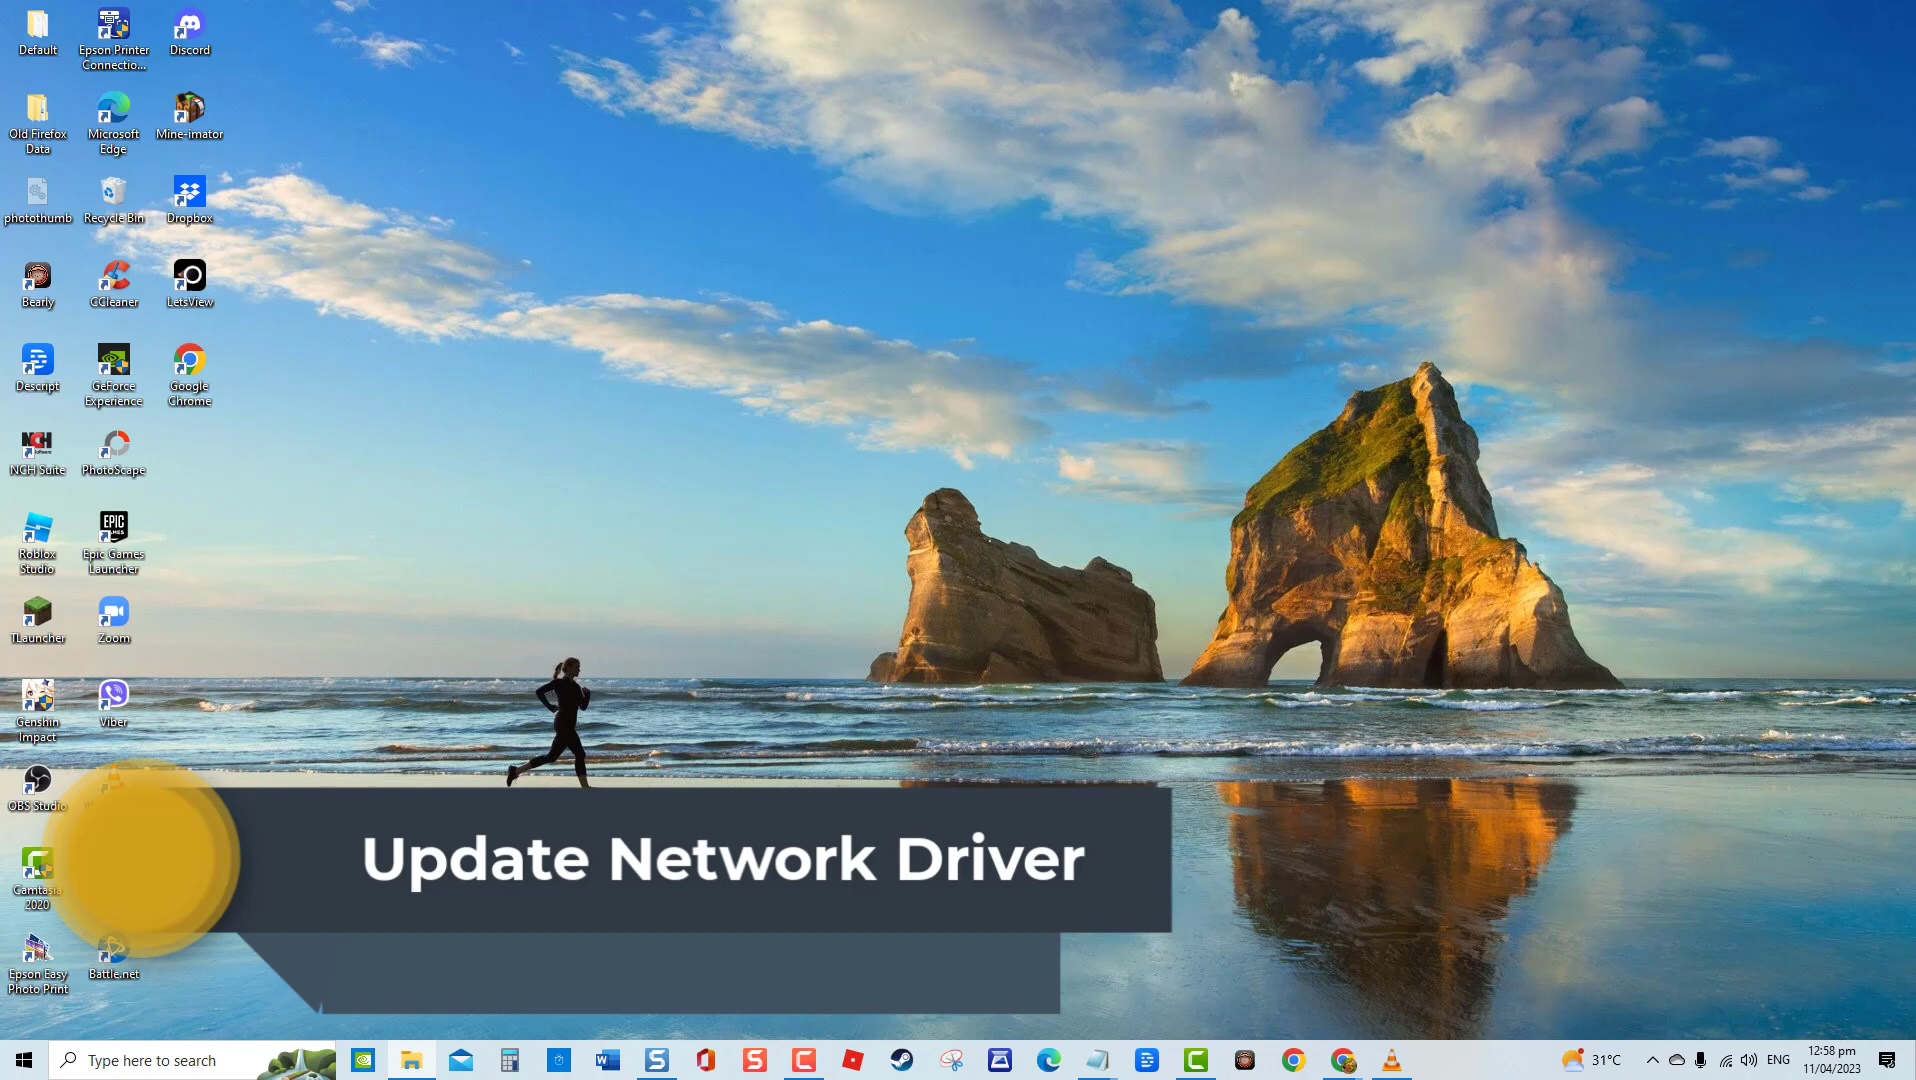 Default
Epson Printer
Connectio...
Discord
Old Firefox
Data
Microsoft
Edge
Mine-imator
photothumb
Recycle Bin
Dropbox
Bearly
CCleaner
LetsView
Descript
GeForce
Experience
Google
Chrome
NCH
NCH Suite
PhotoScape
Roblox
Studio
EPIC
GAMES
Epic Games
Launcher
TLauncher
Zoom
Genshin
Impact
Viber
OBS Studio
Camtasia
2020
Epson Easy
Photo Print
Battle.net
Update Network Driver
Type here to search
31°C
ENG
12:58 pm
11/04/2023